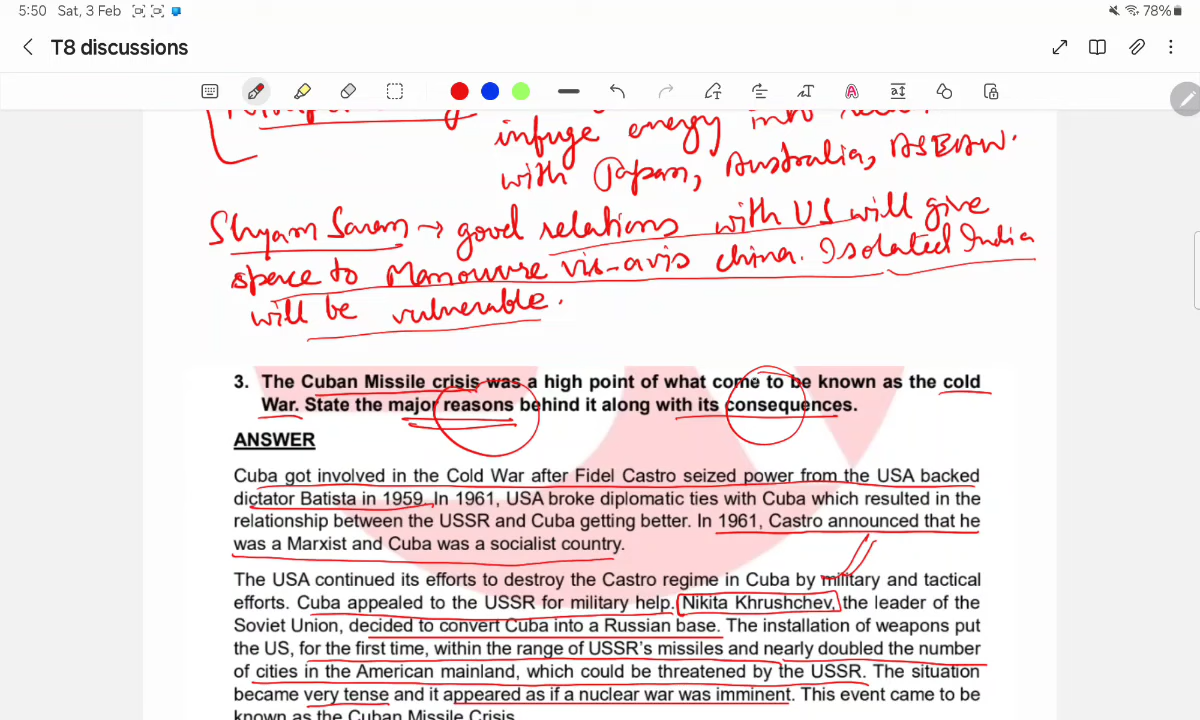 5:50 Sat, 3 Feb
78%
T8 discussions
infuge energy into
with Japan, Australia, ASEAN.
Shyam Saran → good relations with US will give
space to Manouvre vis-avis china. Isolated India
will be vulnerable.
3. The Cuban Missile crisis was a high point of what come to be known as the cold
War. State the major reasons behind it along with its consequences.
ANSWER
Cuba got involved in the Cold War after Fidel Castro seized power from the USA backed
dictator Batista in 1959. In 1961, USA broke diplomatic ties with Cuba which resulted in the
relationship between the USSR and Cuba getting better. In 1961, Castro announced that he
was a Marxist and Cuba was a socialist country.
The USA continued its efforts to destroy the Castro regime in Cuba by military and tactical
efforts. Cuba appealed to the USSR for military help. Nikita Khrushchev, the leader of the
Soviet Union, decided to convert Cuba into a Russian base. The installation of weapons put
the US, for the first time, within the range of USSR's missiles and nearly doubled the number
of cities in the American mainland, which could be threatened by the USSR. The situation
became very tense and it appeared as if a nuclear war was imminent. This event came to be
known as the Cuban Missile Crisis.